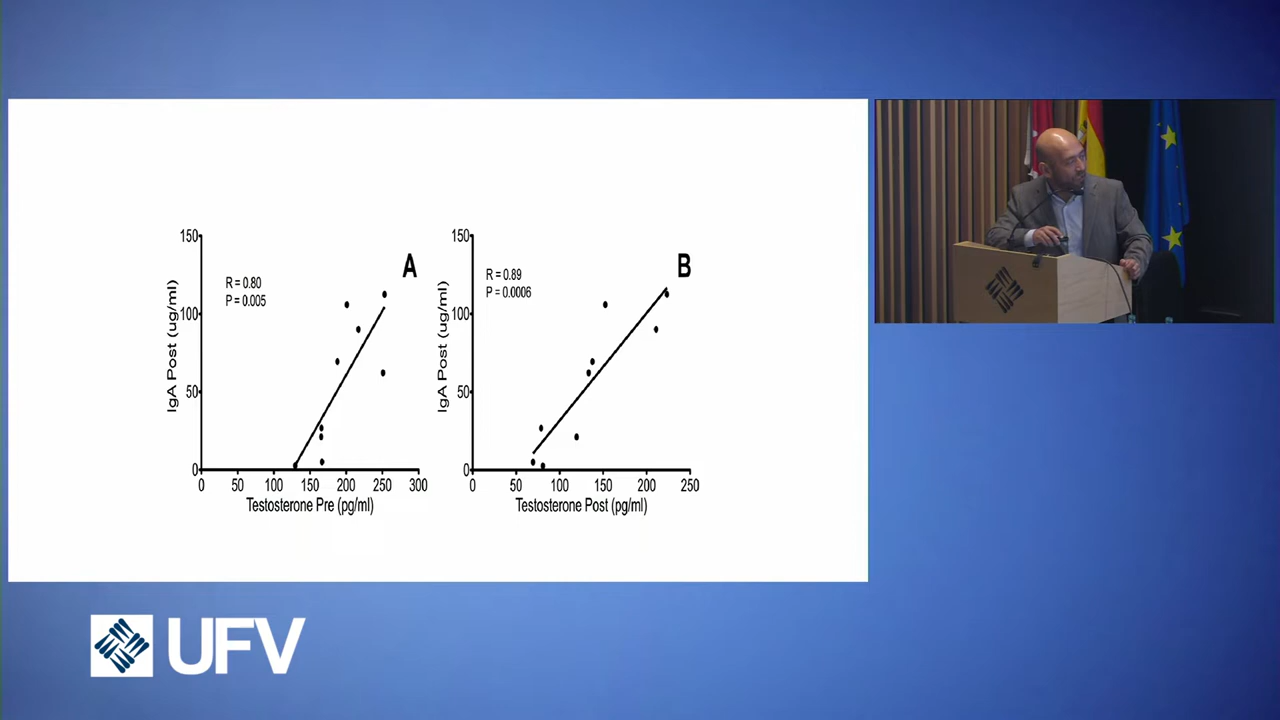 A
R = 0.80
P = 0.005
IgA Post (ug/ml)
150
100
50
0
0 50 100 150 200 250 300
Testosterone Pre (pg/ml)
B
R = 0.89
P = 0.0006
IgA Post (ug/ml)
150
100
50
0
0 50 100 150 200 250
Testosterone Post (pg/ml)
UFV